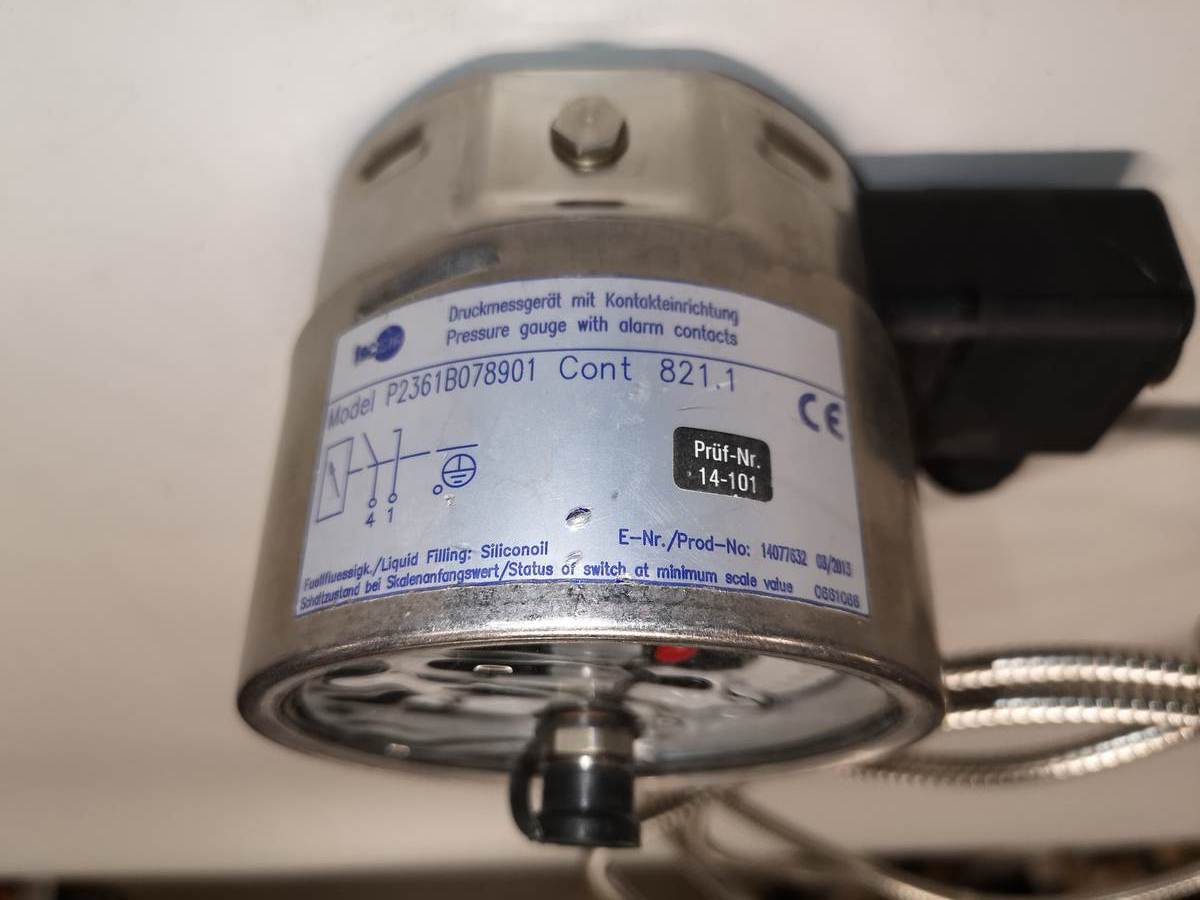 tecsis
Druckmessgerät mit Kontakteinrichtung
Pressure gauge with alarm contacts
Model P2361B078901 Cont 821.1
CE
Prüf-Nr.
14-101
4 1
Fuellfluessigk./Liquid Filling: Siliconoil
E-Nr./Prod-No: 14077632 03/2013
Schaltzustand bei Skalenanfangswert/Status of switch at minimum scale value